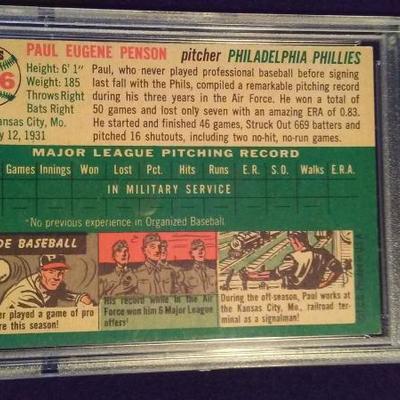 6
PAUL EUGENE PENSON pitcher PHILADELPHIA PHILLIES
Height: 6' 1"
Weight: 185
Throws Right
Bats Right
Kansas City, Mo.
y 12, 1931
Paul, who never played professional baseball before signing
last fall with the Phils, compiled a remarkable pitching record
during his three years in the Air Force. He won a total of
50 games and lost only two with an amazing ERA of 0.83.
He started and finished 46 games, Struck Out 669 batters and
pitched 16 shutouts, including two no-hit, no-run games.
MAJOR LEAGUE PITCHING RECORD
Games Innings Won Lost Pct. Hits Runs E.R. S.O. Walks E.R.A.
IN MILITARY SERVICE
*No previous experience in Organized Baseball
DE BASEBALL
er played a game of pro
re this season!
His record while in the Air
Force won him 6 Major League
offers!
During the off-season, Paul works at
the Kansas City, Mo., railroad ter-
minal as a signalman!